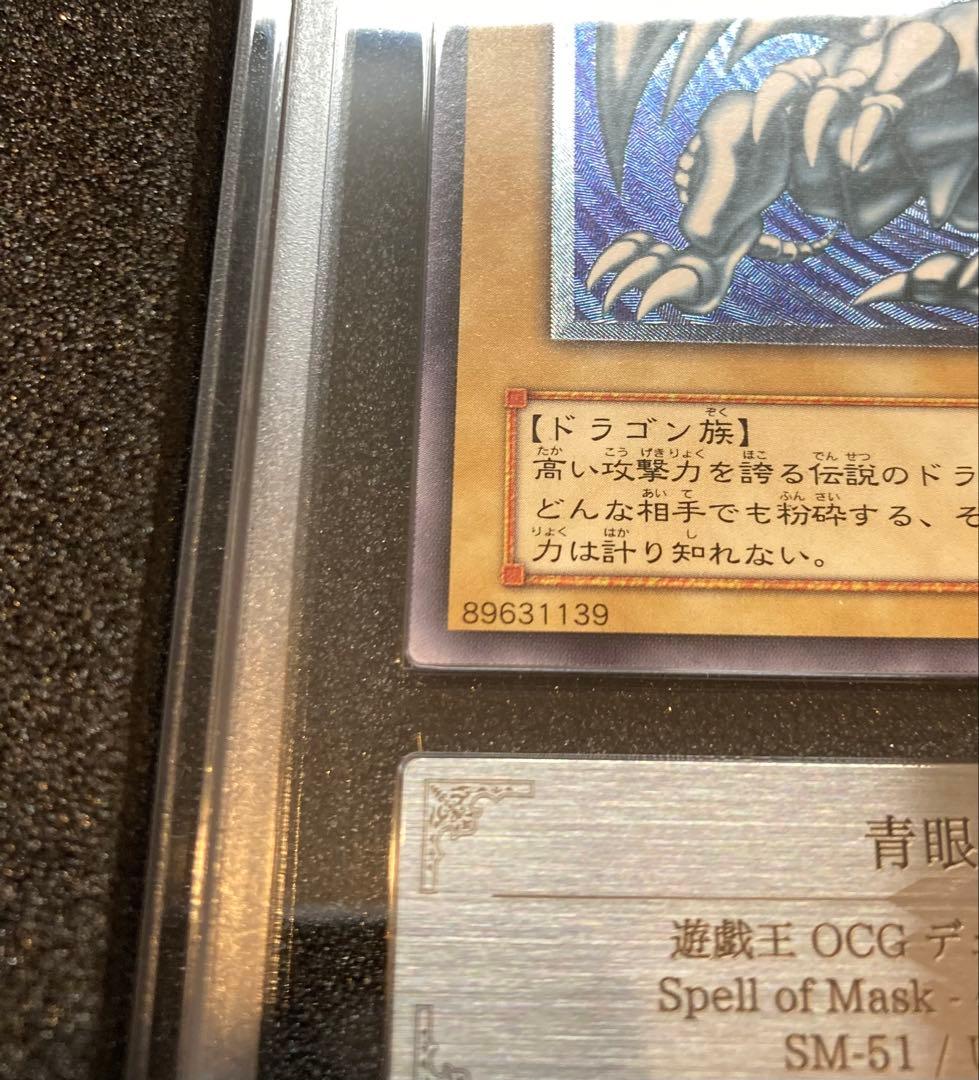 【ドラゴン族】
高い攻撃力を誇る伝説のドラ
どんな相手でも粉砕する、そ
力は計り知れない。
89631139
青眼
遊戯王 OCG デ
Spell of Mask -
SM-51 /